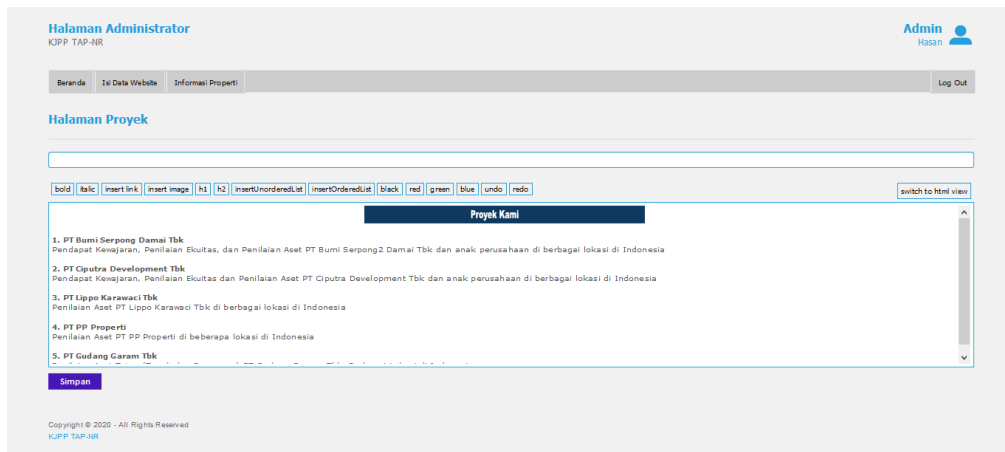 Halaman Administrator
KJPP TAP-NR
Admin
Hasan
Beranda Isi Data Website Informasi Properti Log Out
Halaman Proyek
bold italic insert link insert image h1 h2 insertUnorderedList insertOrderedList black red green blue undo redo switch to html view
Proyek Kami
1. PT Bumi Serpong Damai Tbk
Pendapat Kewajaran, Penilaian Ekuitas, dan Penilaian Aset PT Bumi Serpong2 Damai Tbk dan anak perusahaan di berbagai lokasi di Indonesia
2. PT Ciputra Development Tbk
Pendapat Kewajaran, Penilaian Ekuitas dan Penilaian Aset PT Ciputra Development Tbk dan anak perusahaan di berbagai lokasi di Indonesia
3. PT Lippo Karawaci Tbk
Penilaian Aset PT Lippo Karawaci Tbk di berbagai lokasi di Indonesia
4. PT PP Properti
Penilaian Aset PT PP Properti di beberapa lokasi di Indonesia
5. PT Gudang Garam Tbk
Simpan
Copyright © 2020 - All Rights Reserved
KJPP TAP-NR